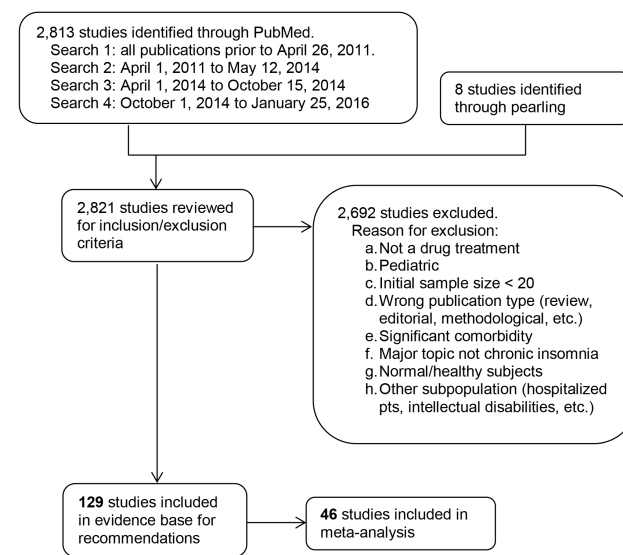 2,813 studies identified through PubMed.
Search 1: all publications prior to April 26, 2011.
Search 2: April 1, 2011 to May 12, 2014
Search 3: April 1, 2014 to October 15, 2014
Search 4: October 1, 2014 to January 25, 2016
8 studies identified
through pearling
2,821 studies reviewed
for inclusion/exclusion
criteria
2,692 studies excluded.
Reason for exclusion:
a. Not a drug treatment
b. Pediatric
c. Initial sample size < 20
d. Wrong publication type (review,
editorial, methodological, etc.)
e. Significant comorbidity
f. Major topic not chronic insomnia
g. Normal/healthy subjects
h. Other subpopulation (hospitalized
pts, intellectual disabilities, etc.)
129 studies included
in evidence base for
recommendations
46 studies included in
meta-analysis